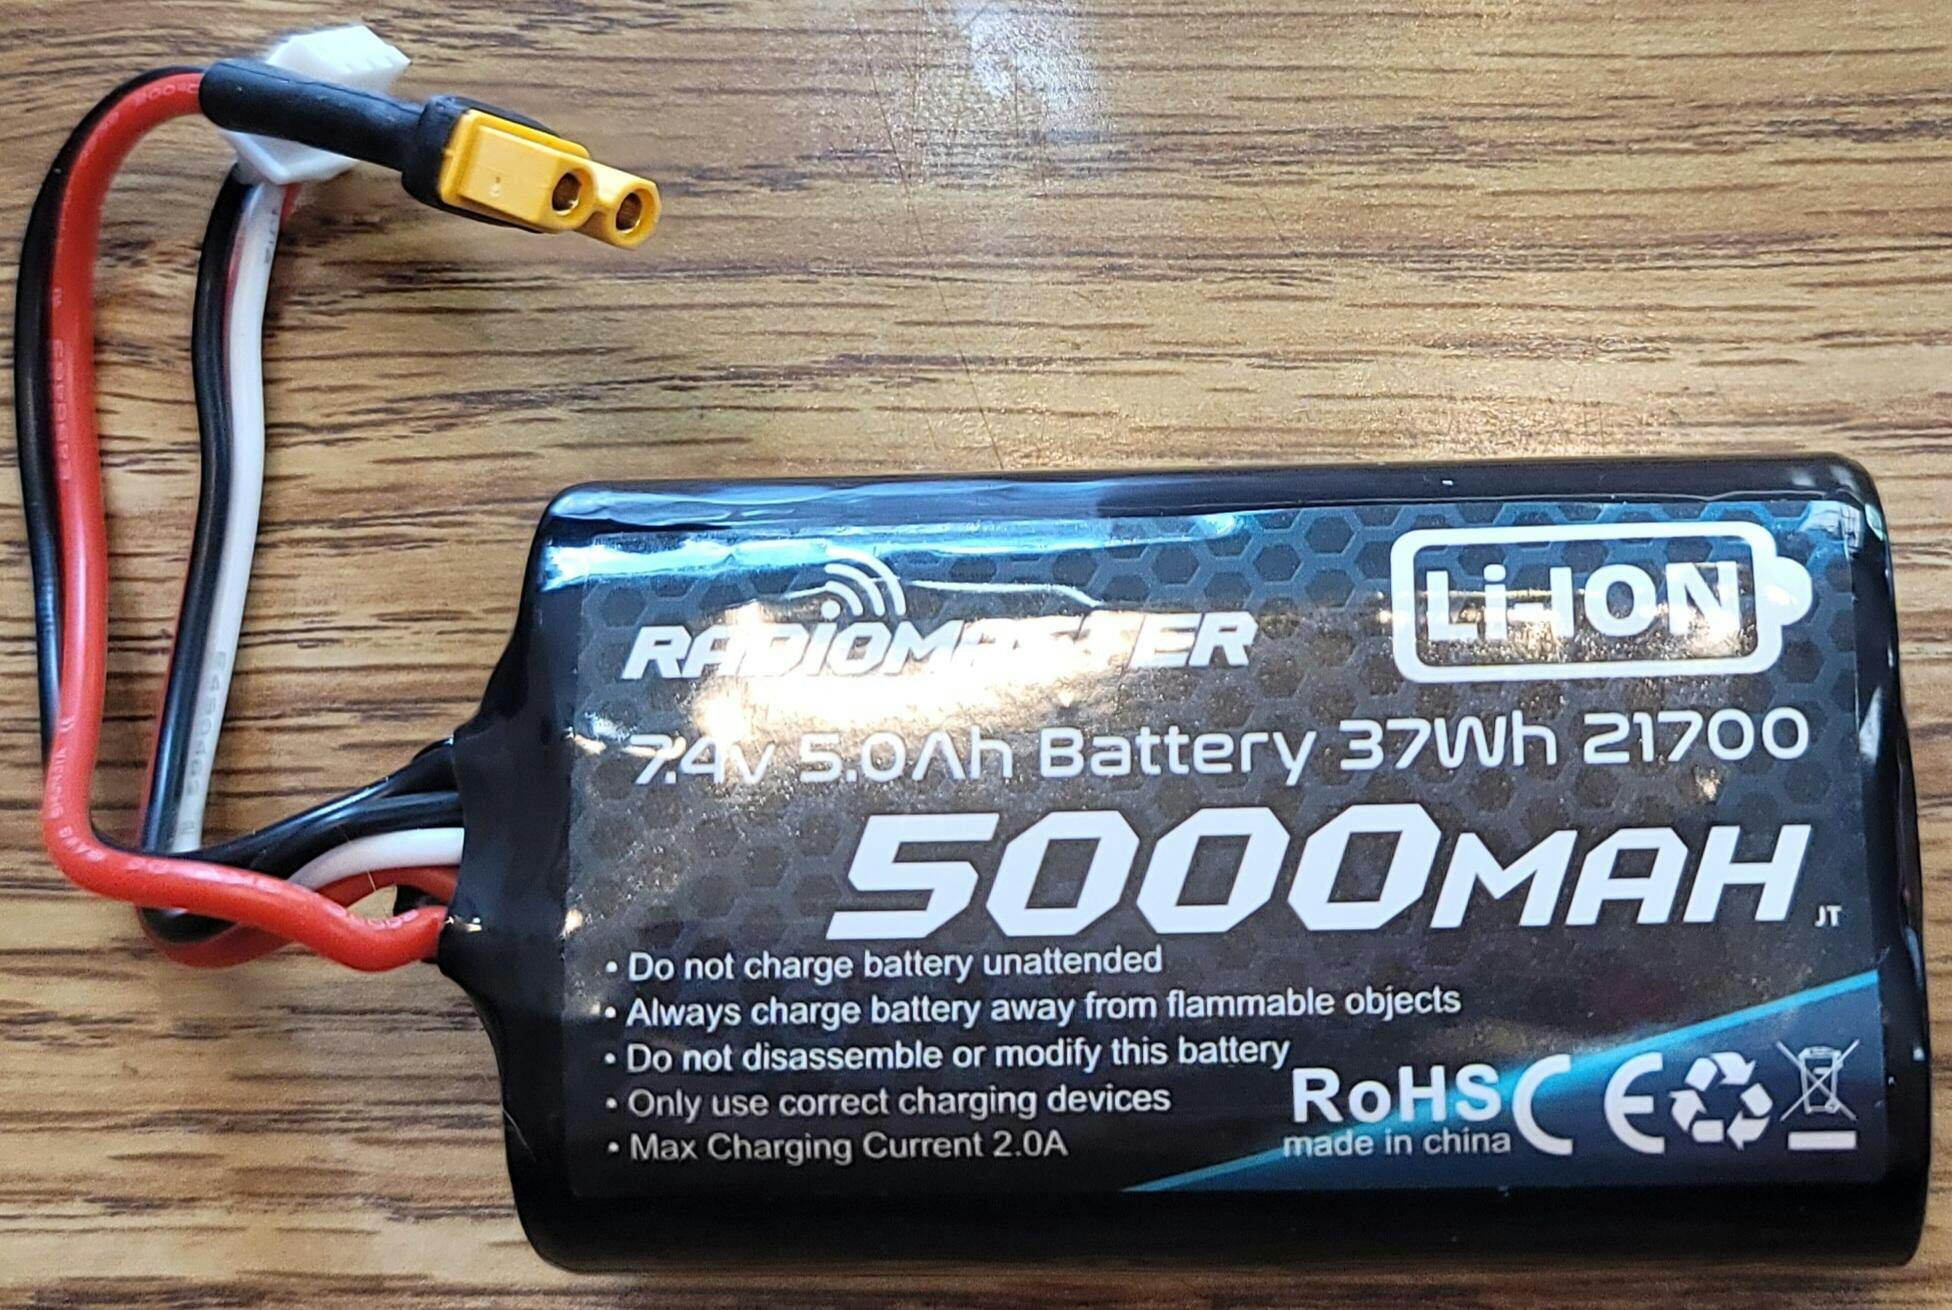 RADIOMASTER
Li-ION
7.4v 5.0Ah Battery 37Wh 21700
5000MAH
JT
• Do not charge battery unattended
• Always charge battery away from flammable objects
• Do not disassemble or modify this battery
• Only use correct charging devices
• Max Charging Current 2.0A
RoHS CE
made in china